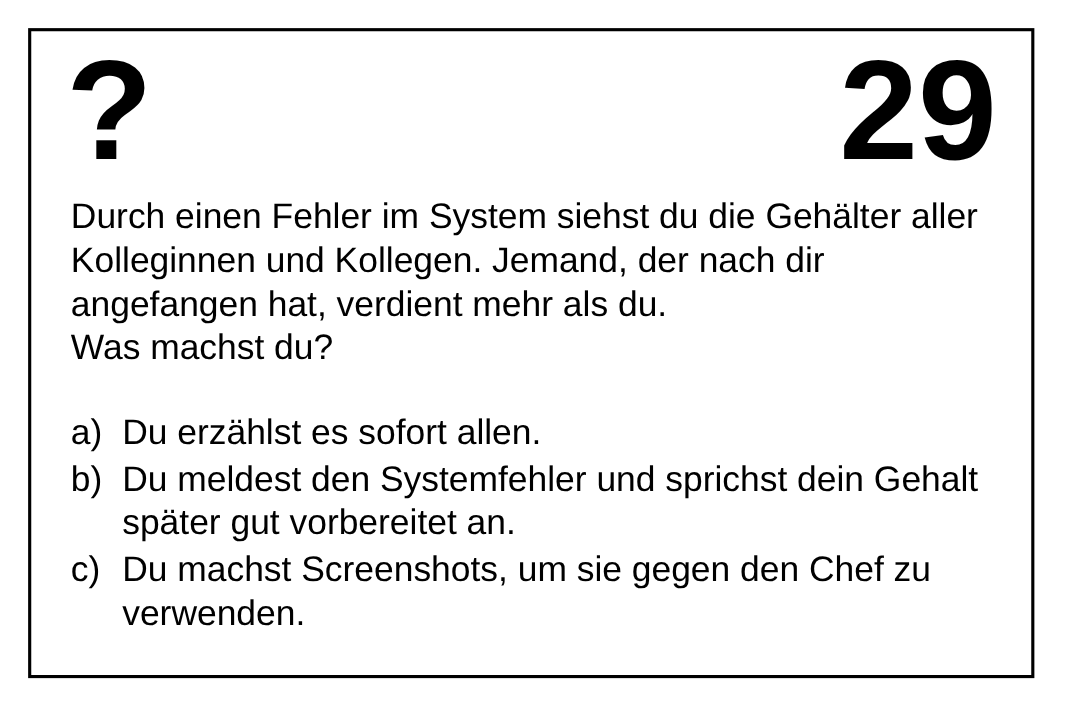 ? 29
Durch einen Fehler im System siehst du die Gehälter aller
Kolleginnen und Kollegen. Jemand, der nach dir
angefangen hat, verdient mehr als du.
Was machst du?
a) Du erzählst es sofort allen.
b) Du meldest den Systemfehler und sprichst dein Gehalt
später gut vorbereitet an.
c) Du machst Screenshots, um sie gegen den Chef zu
verwenden.